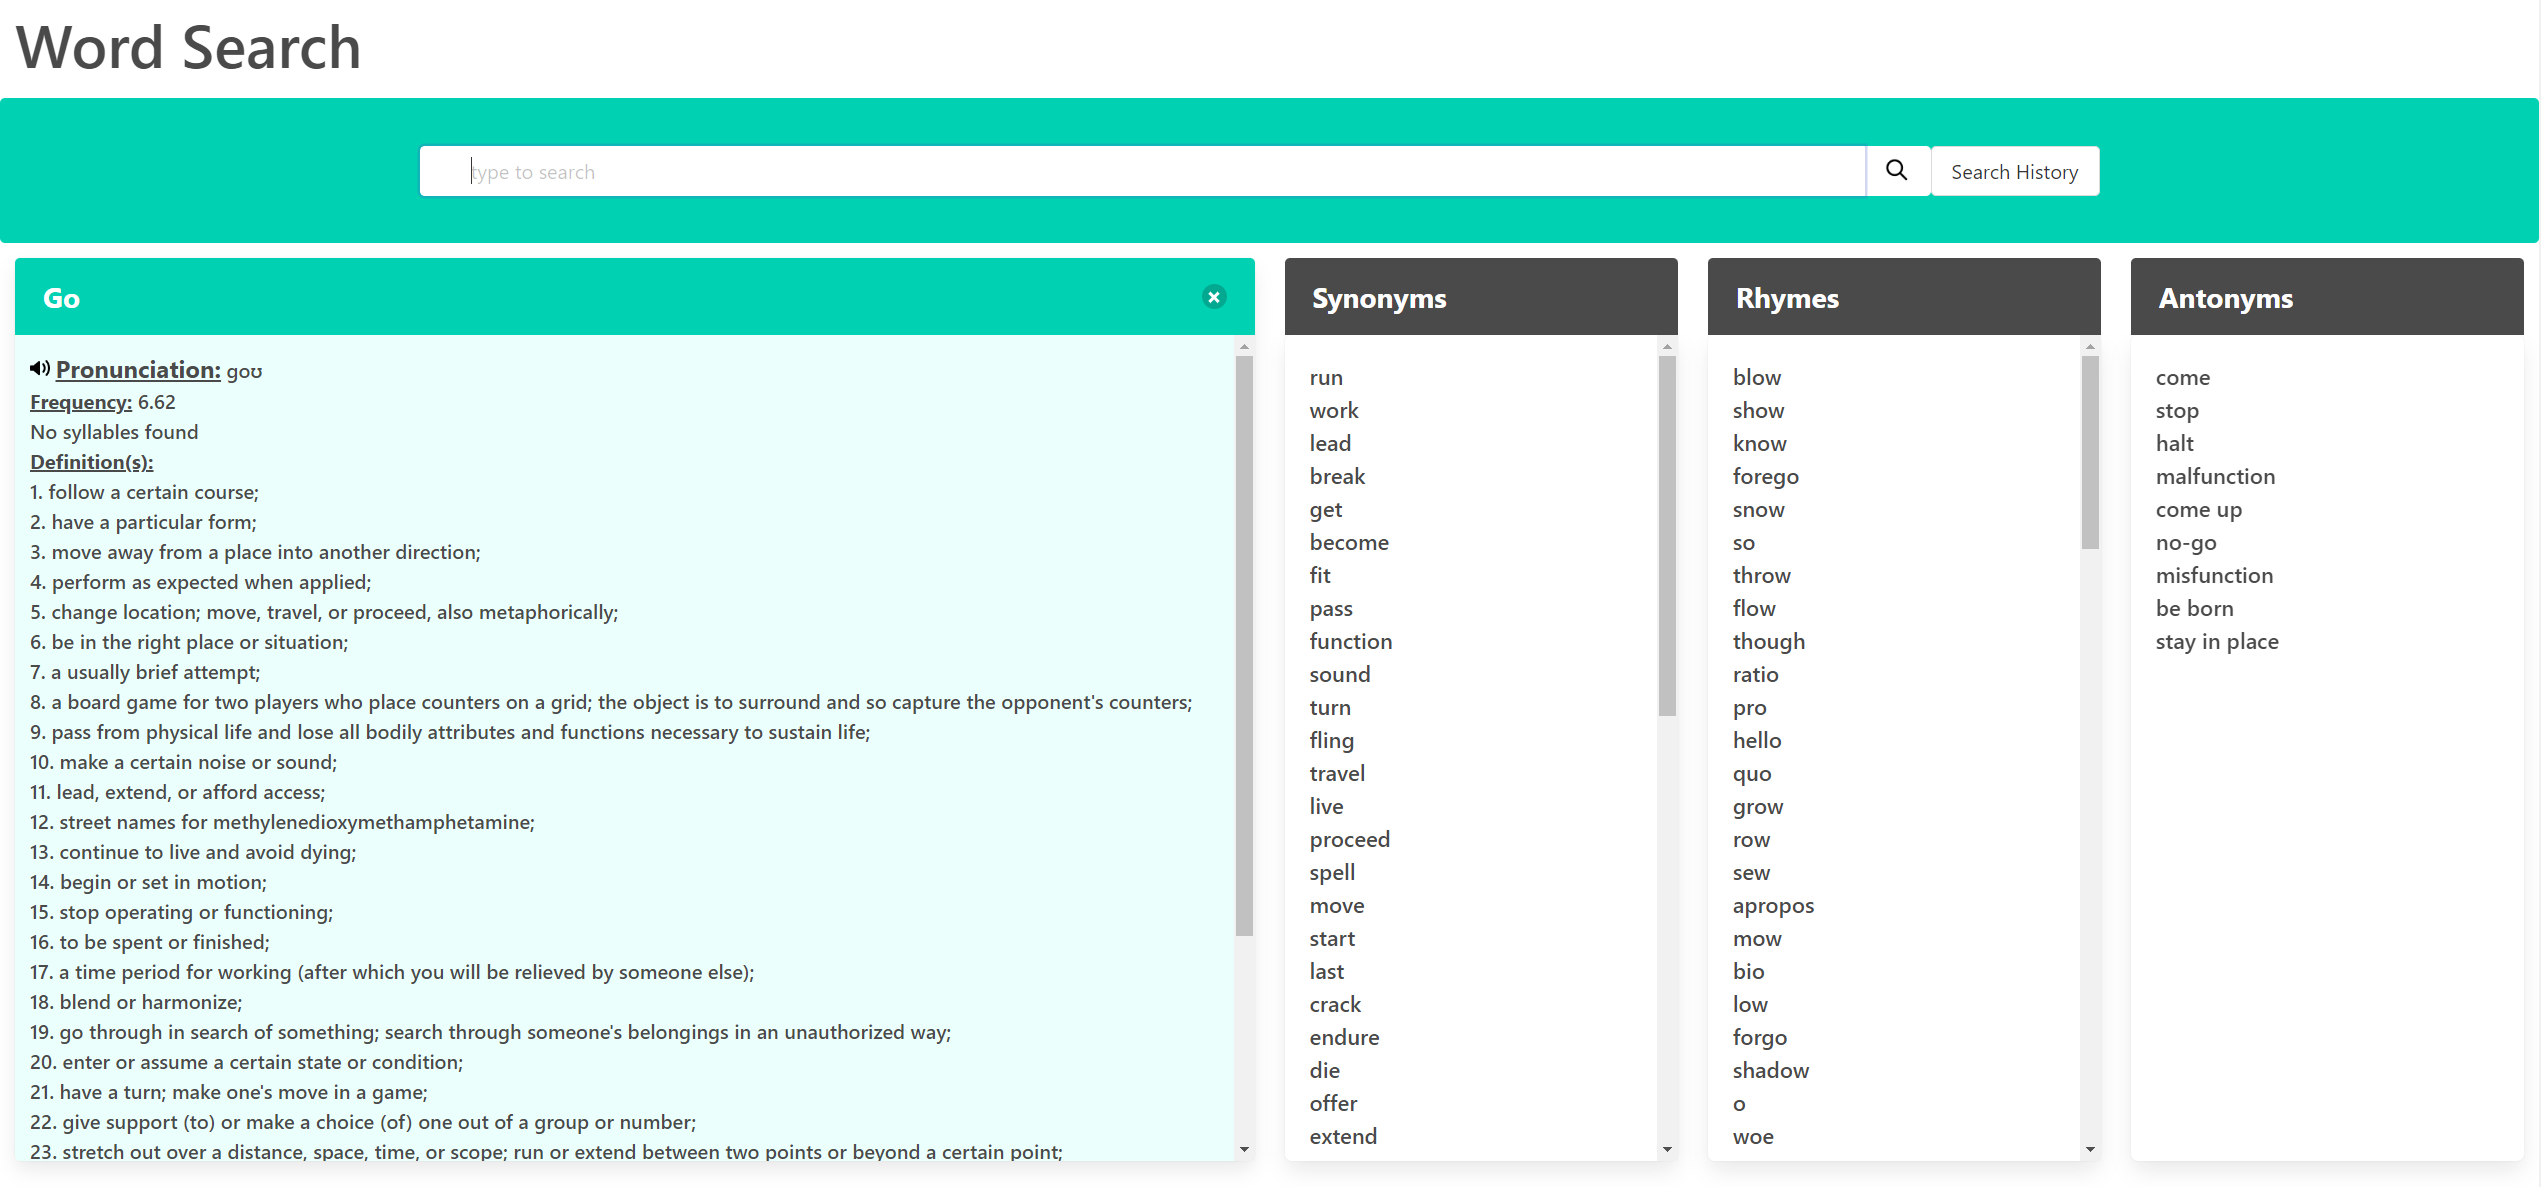 Word Search
type to search
Search History
Go
Pronunciation: goʊ
Frequency: 6.62
No syllables found
Definition(s):
1. follow a certain course;
2. have a particular form;
3. move away from a place into another direction;
4. perform as expected when applied;
5. change location; move, travel, or proceed, also metaphorically;
6. be in the right place or situation;
7. a usually brief attempt;
8. a board game for two players who place counters on a grid; the object is to surround and so capture the opponent's counters;
9. pass from physical life and lose all bodily attributes and functions necessary to sustain life;
10. make a certain noise or sound;
11. lead, extend, or afford access;
12. street names for methylenedioxymethamphetamine;
13. continue to live and avoid dying;
14. begin or set in motion;
15. stop operating or functioning;
16. to be spent or finished;
17. a time period for working (after which you will be relieved by someone else);
18. blend or harmonize;
19. go through in search of something; search through someone's belongings in an unauthorized way;
20. enter or assume a certain state or condition;
21. have a turn; make one's move in a game;
22. give support (to) or make a choice (of) one out of a group or number;
23. stretch out over a distance, space, time, or scope; run or extend between two points or beyond a certain point;
Synonyms
run
work
lead
break
get
become
fit
pass
function
sound
turn
fling
travel
live
proceed
spell
move
start
last
crack
endure
die
offer
extend
Rhymes
blow
show
know
forego
snow
so
throw
flow
though
ratio
pro
hello
quo
grow
row
sew
apropos
mow
bio
low
forgo
shadow
o
woe
Antonyms
come
stop
halt
malfunction
come up
no-go
misfunction
be born
stay in place